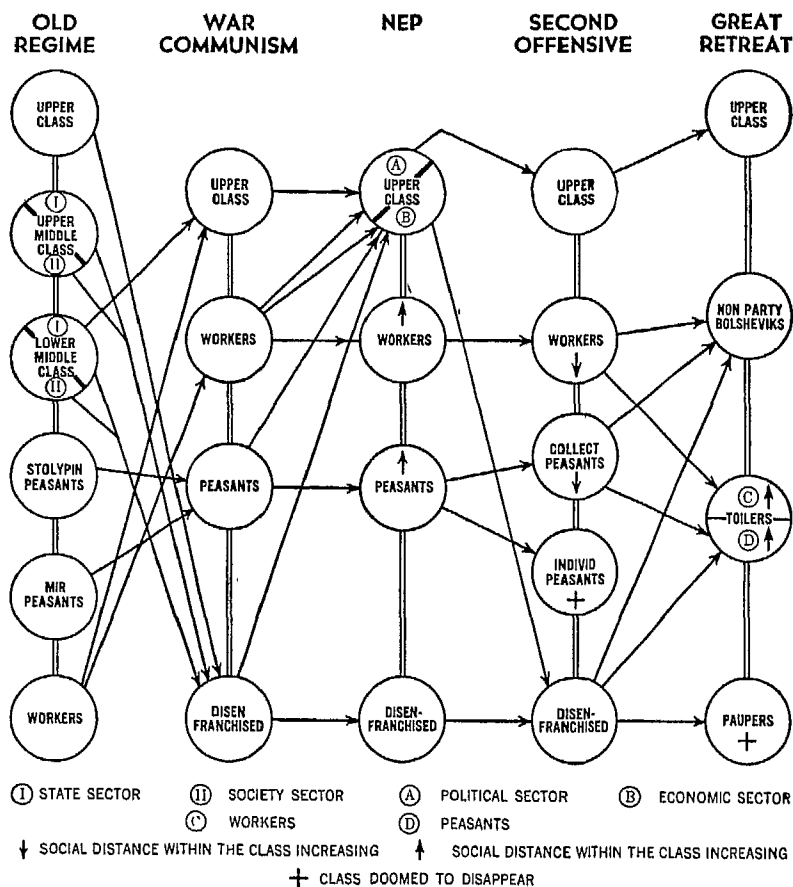 OLD
REGIME
WAR
COMMUNISM
NEP
SECOND
OFFENSIVE
GREAT
RETREAT
UPPER
CLASS
I
UPPER
MIDDLE
CLASS
II
I
LOWER
MIDDLE
CLASS
II
STOLYPIN
PEASANTS
MIR
PEASANTS
WORKERS
UPPER
CLASS
WORKERS
PEASANTS
DISEN
FRANCHISED
A
UPPER
CLASS
B
WORKERS
PEASANTS
DISEN-
FRANCHISED
UPPER
CLASS
WORKERS
COLLECT
PEASANTS
INDIVID
PEASANTS
DISEN-
FRANCHISED
UPPER
CLASS
NON PARTY
BOLSHEVIKS
C
TOILERS
D
PAUPERS
I STATE SECTOR II SOCIETY SECTOR A POLITICAL SECTOR B ECONOMIC SECTOR
C WORKERS D PEASANTS
↓ SOCIAL DISTANCE WITHIN THE CLASS INCREASING ↑ SOCIAL DISTANCE WITHIN THE CLASS INCREASING
+ CLASS DOOMED TO DISAPPEAR